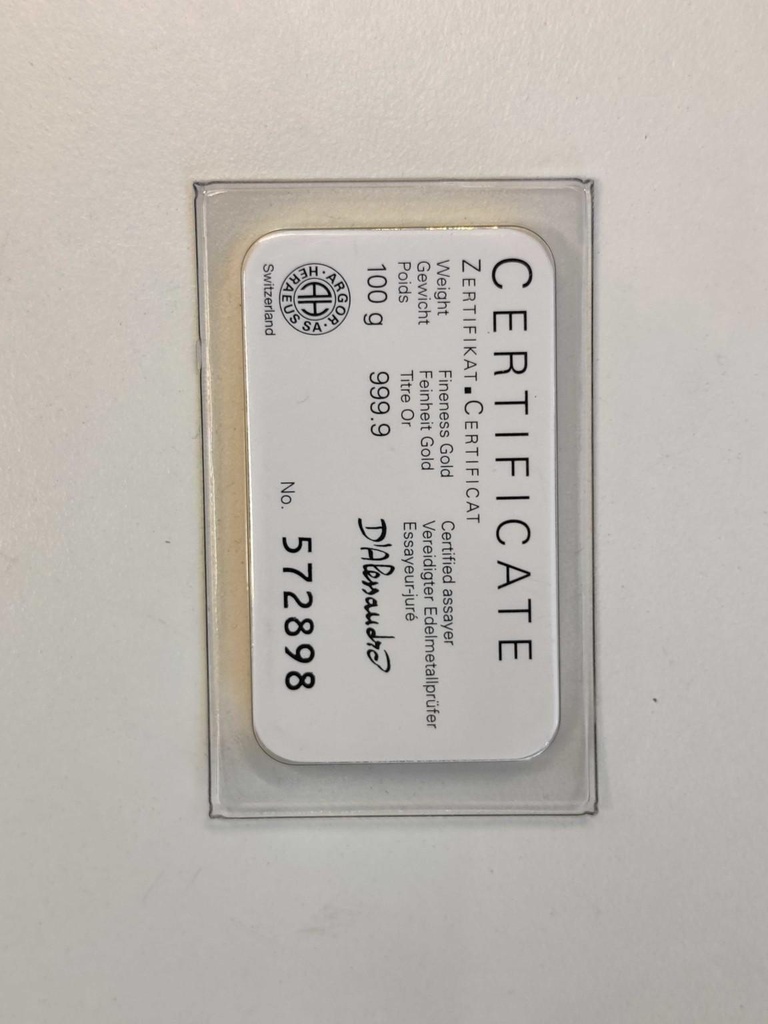 CERTIFICATE
ZERTIFIKAT ▪ CERTIFICAT
Weight Fineness Gold Certified assayer
Gewicht Feinheit Gold Vereidigter Edelmetallprüfer
Poids Titre Or Essayeur-juré
100 g 999.9 D'Alessandro
ARGOR · HERAEUS SA ·
AH
Switzerland
No. 572898